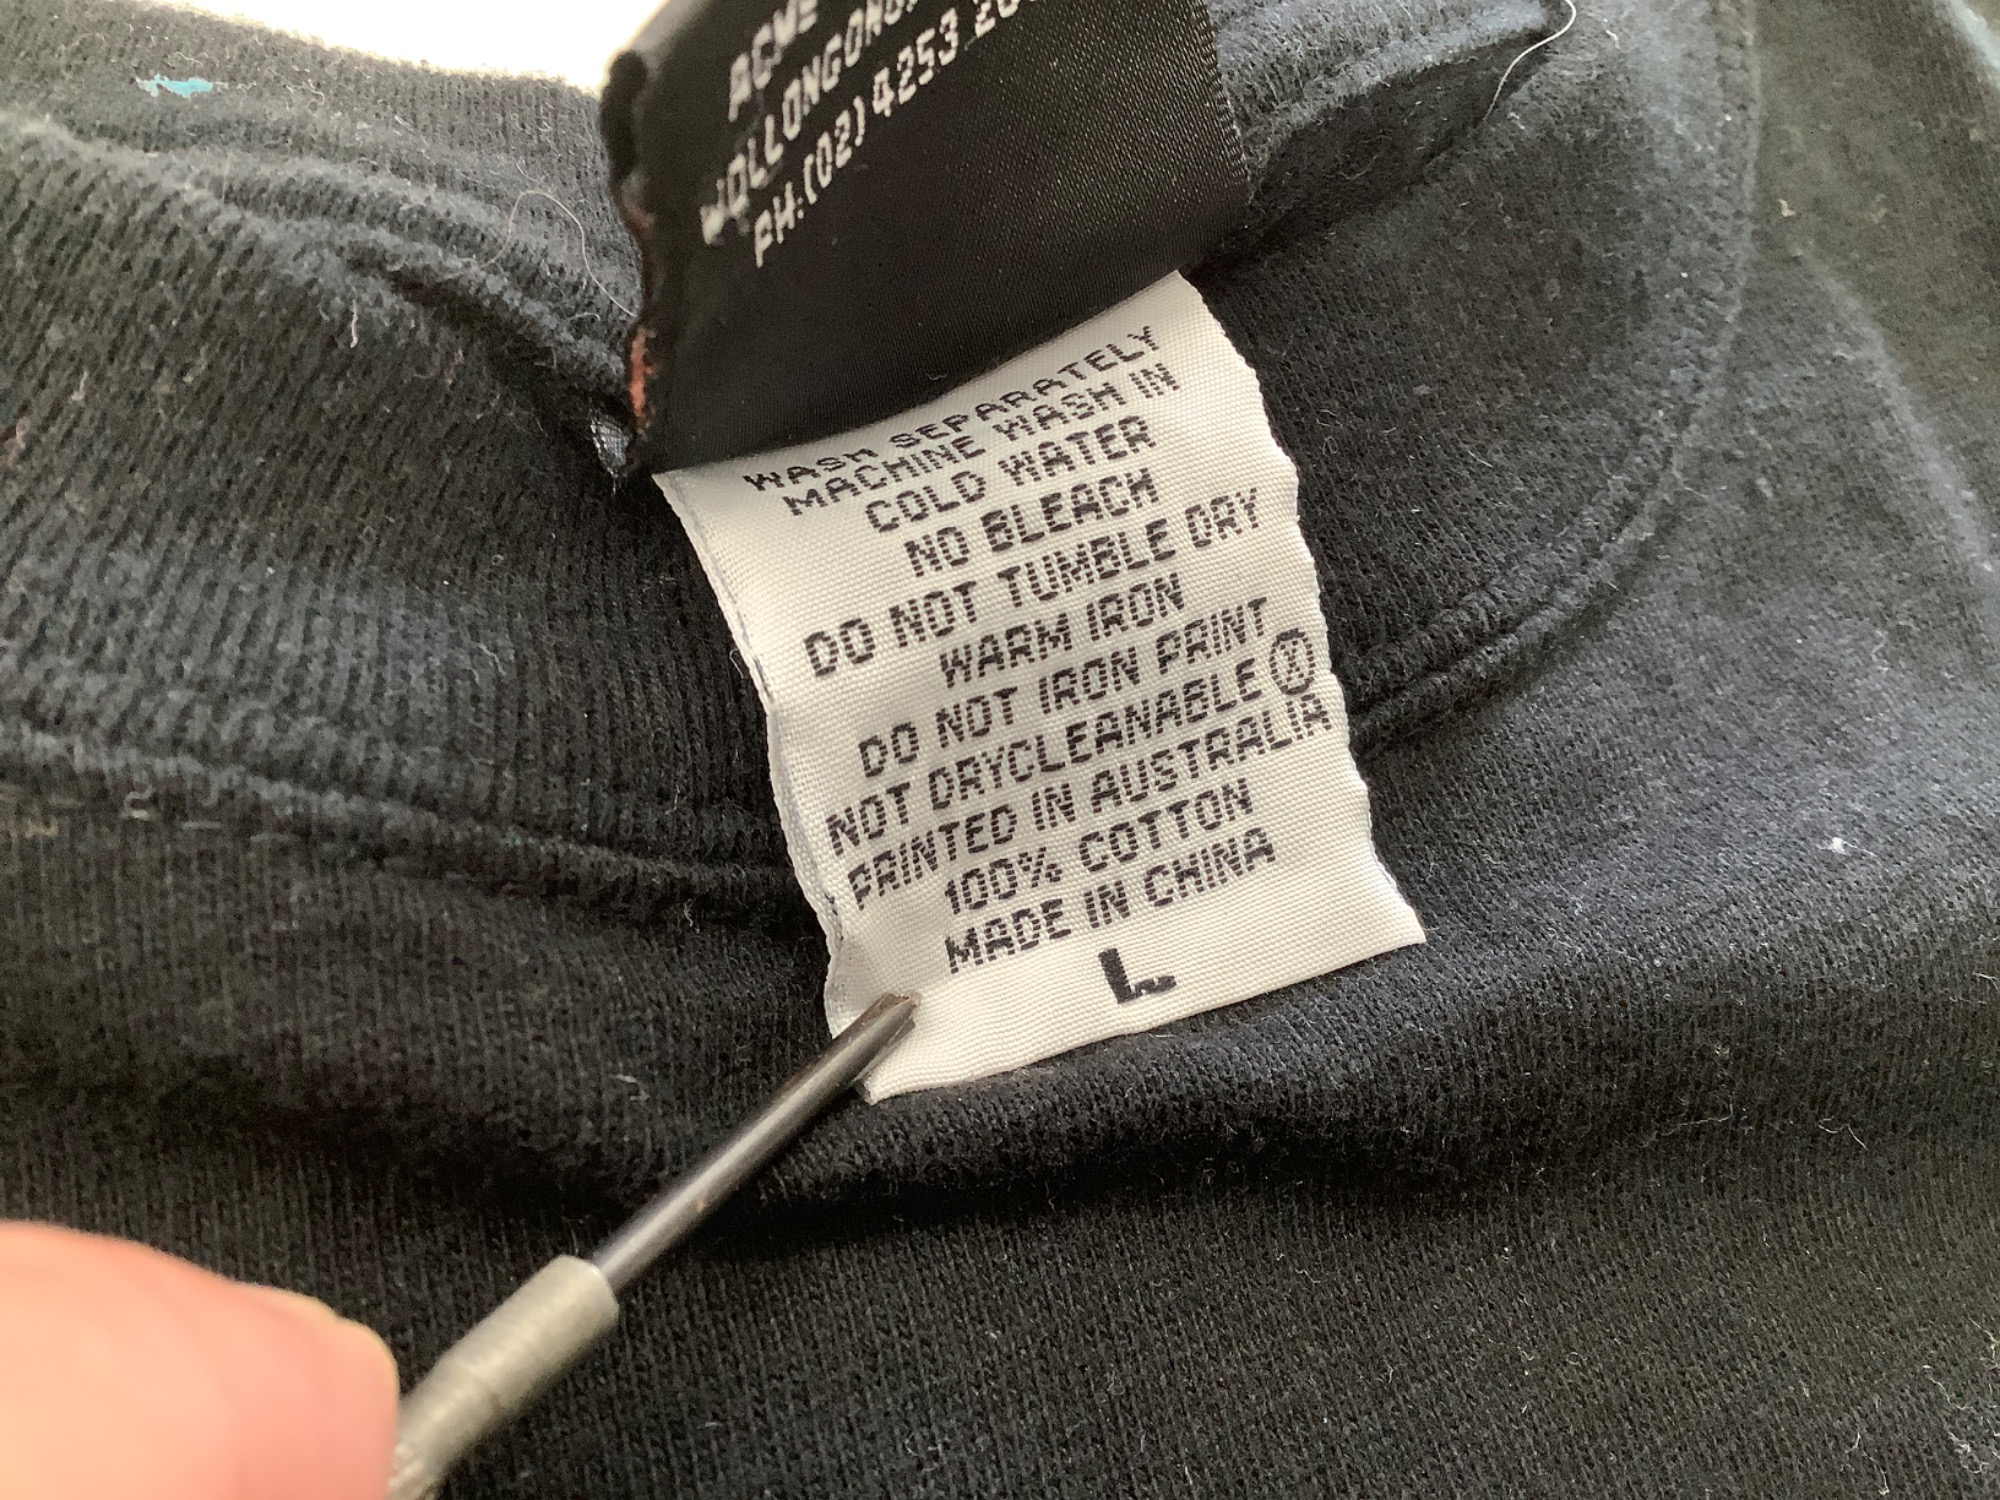 ACME
WOLLONGONG
PH:(02) 4253
WASH SEPARATELY
MACHINE WASH IN
COLD WATER
NO BLEACH
DO NOT TUMBLE DRY
WARM IRON
DO NOT IRON PRINT
NOT DRYCLEANABLE Ⓧ
PRINTED IN AUSTRALIA
100% COTTON
MADE IN CHINA
L